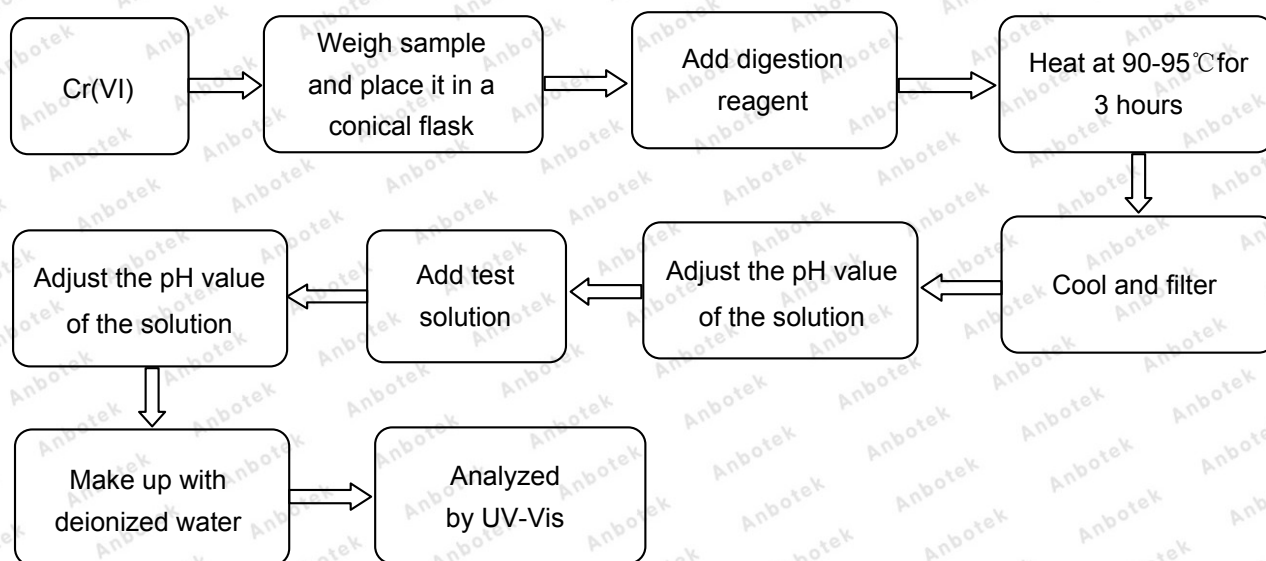 Cr(VI)
Weigh sample
and place it in a
conical flask
Add digestion
reagent
Heat at 90-95℃for
3 hours
Cool and filter
Adjust the pH value
of the solution
Add test
solution
Adjust the pH value
of the solution
Make up with
deionized water
Analyzed
by UV-Vis
Anbotek